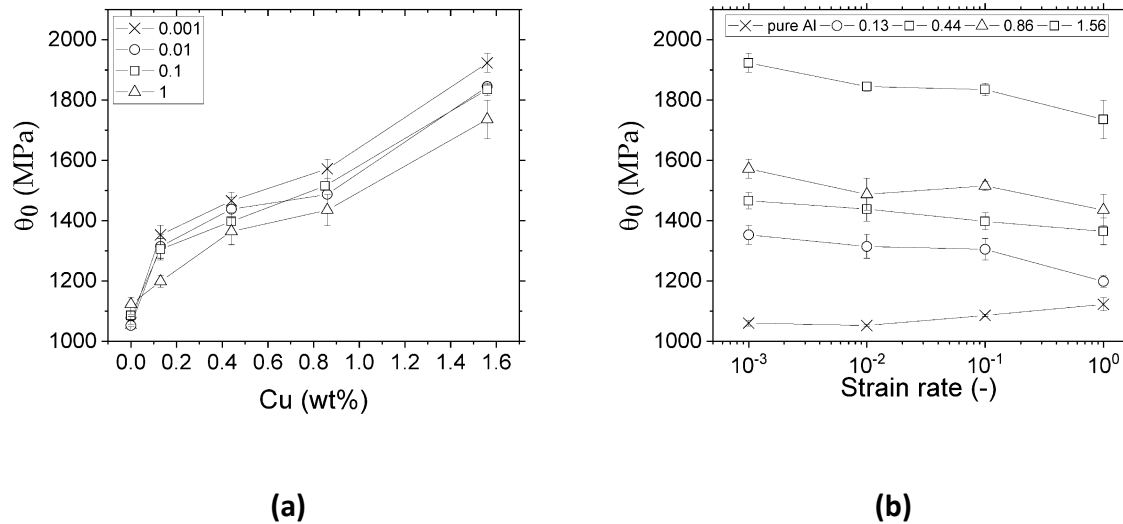 0.001
0.01
0.1
1
2000
1800
1600
1400
1200
1000
θ0 (MPa)
0.0 0.2 0.4 0.6 0.8 1.0 1.2 1.4 1.6
Cu (wt%)
(a)
pure Al 0.13 0.44 0.86 1.56
2000
1800
1600
1400
1200
1000
θ0 (MPa)
10-3 10-2 10-1 100
Strain rate (-)
(b)